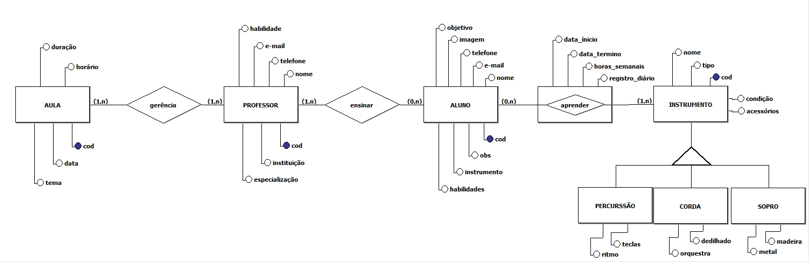 duração
horário
AULA
cod
data
tema
(1,n)
gerência
(1,n)
habilidade
e-mail
telefone
nome
PROFESSOR
cod
instituição
especialização
(1,n)
ensinar
(0,n)
objetivo
imagem
telefone
e-mail
nome
ALUNO
cod
obs
instrumento
habilidades
(0,n)
data_ínicio
data_termino
horas_semanais
registro_diário
aprender
(1,n)
nome
tipo
cod
INSTRUMENTO
condição
acessórios
PERCURSSÃO
teclas
ritmo
CORDA
dedilhado
orquestra
SOPRO
madeira
metal